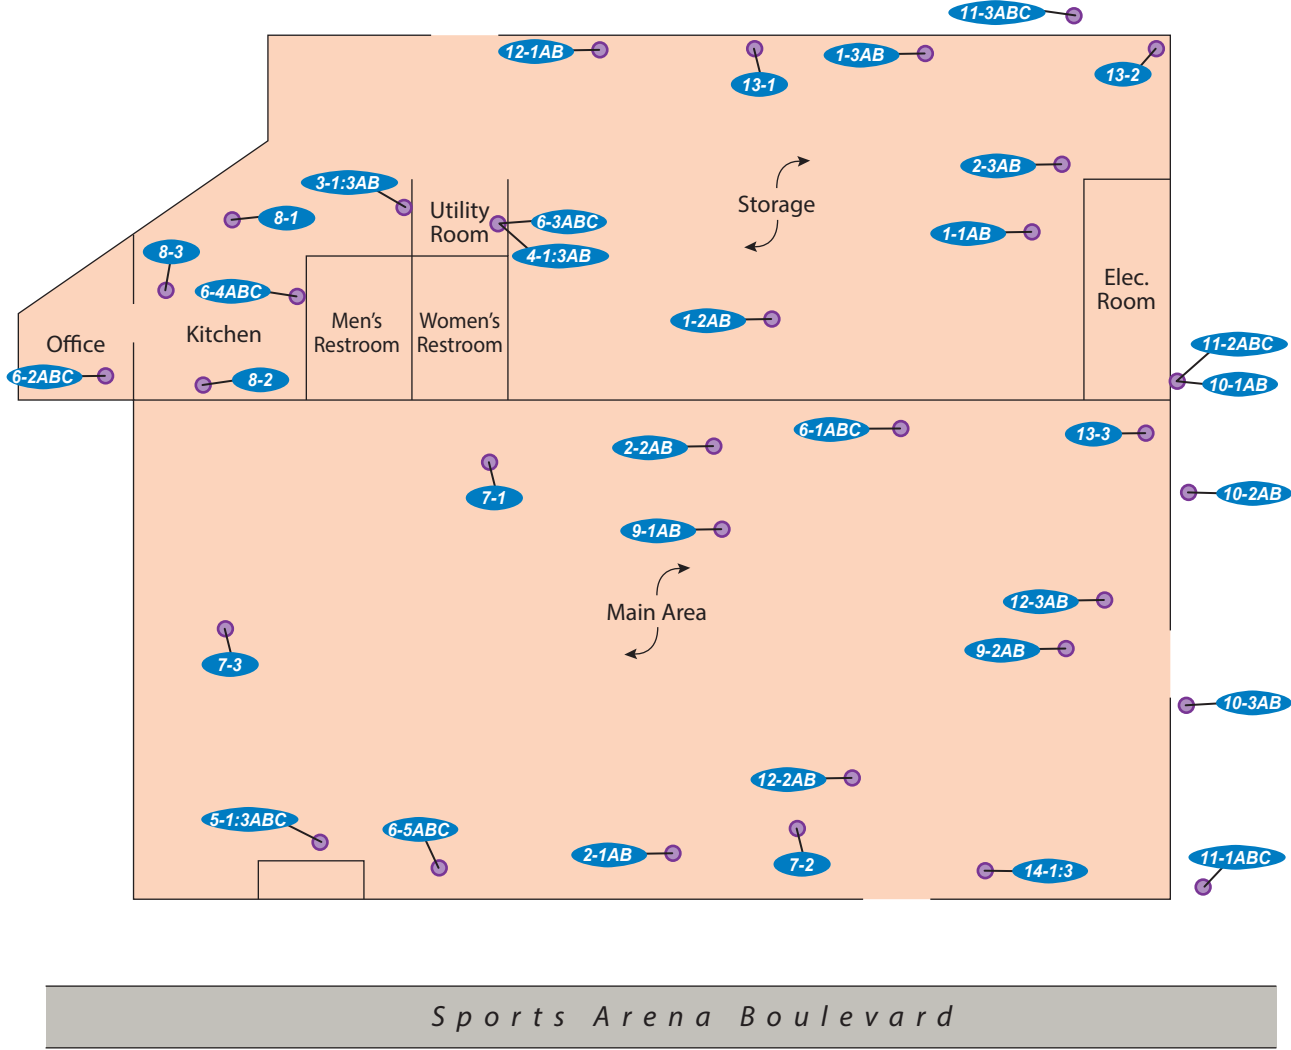 11-3ABC
12-1AB
1-3AB
13-1
13-2
2-3AB
3-1:3AB
Utility
Room
Storage
8-1
6-3ABC
1-1AB
8-3
4-1:3AB
6-4ABC
Elec.
Room
1-2AB
Men's
Restroom
Women's
Restroom
Kitchen
Office
11-2ABC
6-2ABC
8-2
10-1AB
6-1ABC
13-3
2-2AB
7-1
10-2AB
9-1AB
12-3AB
Main Area
9-2AB
7-3
10-3AB
12-2AB
5-1:3ABC
6-5ABC
2-1AB
7-2
14-1:3
11-1ABC
Sports Arena Boulevard